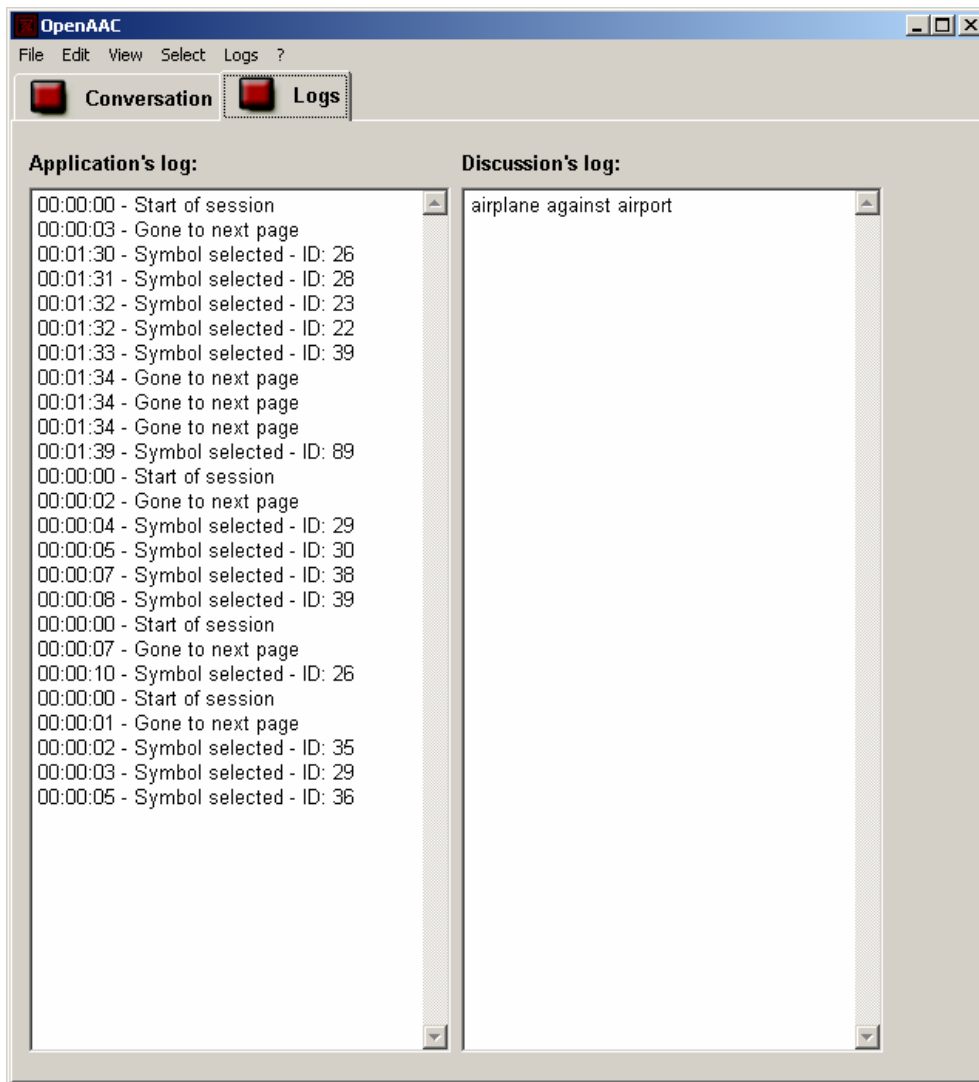 OpenAAC
File Edit View Select Logs ?
Conversation Logs
Application's log:
00:00:00 - Start of session
00:00:03 - Gone to next page
00:01:30 - Symbol selected - ID: 26
00:01:31 - Symbol selected - ID: 28
00:01:32 - Symbol selected - ID: 23
00:01:32 - Symbol selected - ID: 22
00:01:33 - Symbol selected - ID: 39
00:01:34 - Gone to next page
00:01:34 - Gone to next page
00:01:34 - Gone to next page
00:01:39 - Symbol selected - ID: 89
00:00:00 - Start of session
00:00:02 - Gone to next page
00:00:04 - Symbol selected - ID: 29
00:00:05 - Symbol selected - ID: 30
00:00:07 - Symbol selected - ID: 38
00:00:08 - Symbol selected - ID: 39
00:00:00 - Start of session
00:00:07 - Gone to next page
00:00:10 - Symbol selected - ID: 26
00:00:00 - Start of session
00:00:01 - Gone to next page
00:00:02 - Symbol selected - ID: 35
00:00:03 - Symbol selected - ID: 29
00:00:05 - Symbol selected - ID: 36
Discussion's log:
airplane against airport